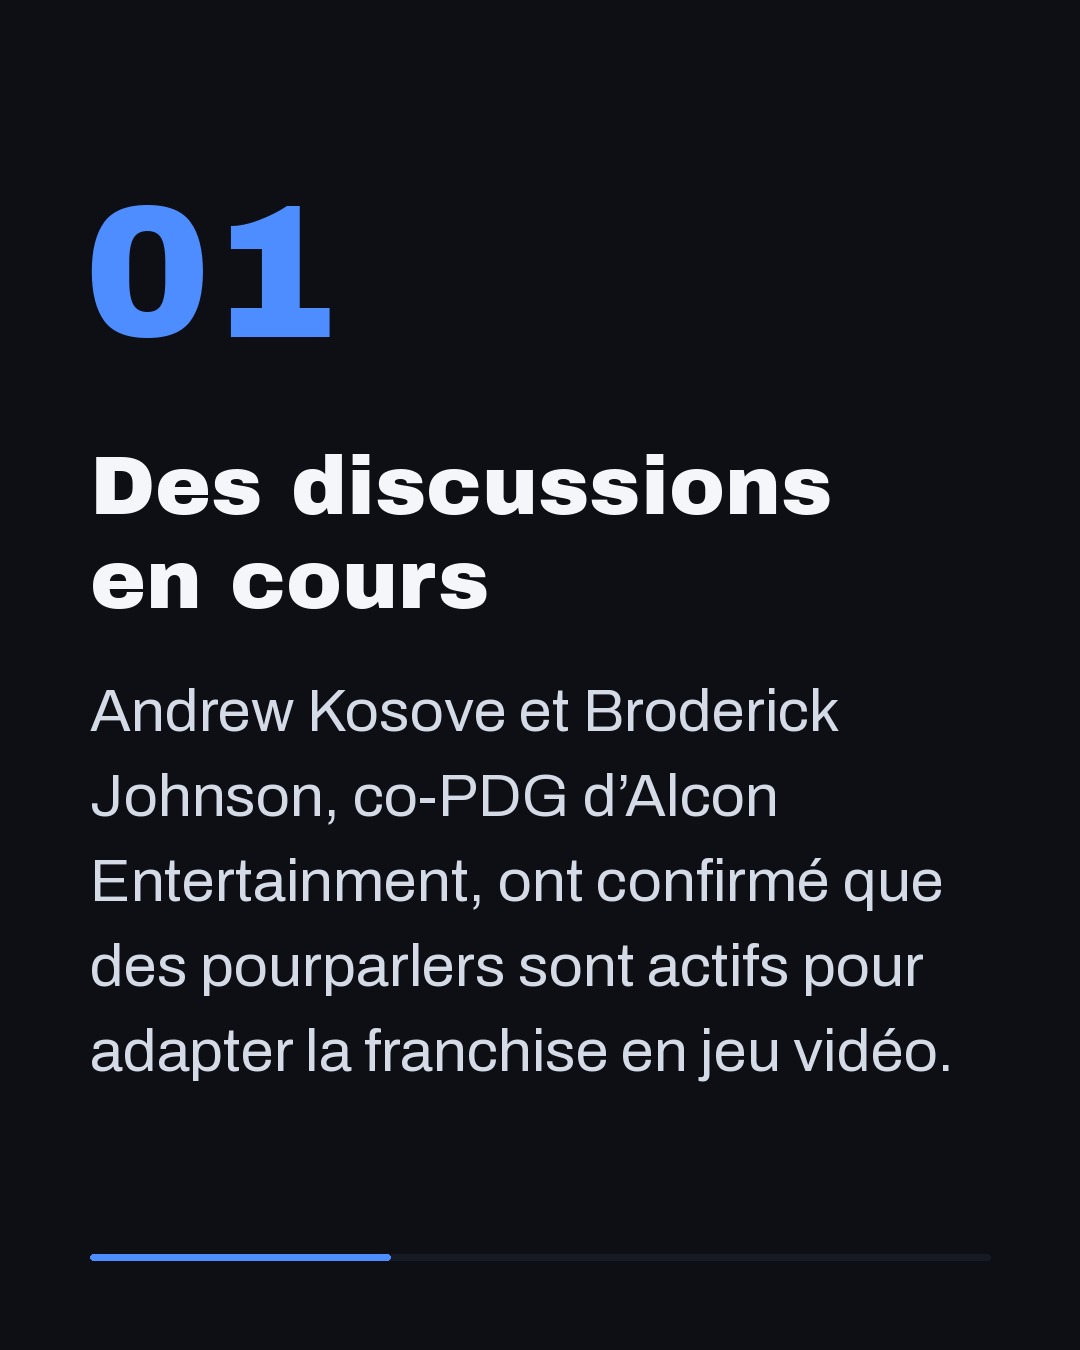 01
Des discussions
en cours
Andrew Kosove et Broderick
Johnson, co-PDG d’Alcon
Entertainment, ont confirmé que
des pourparlers sont actifs pour
adapter la franchise en jeu vidéo.